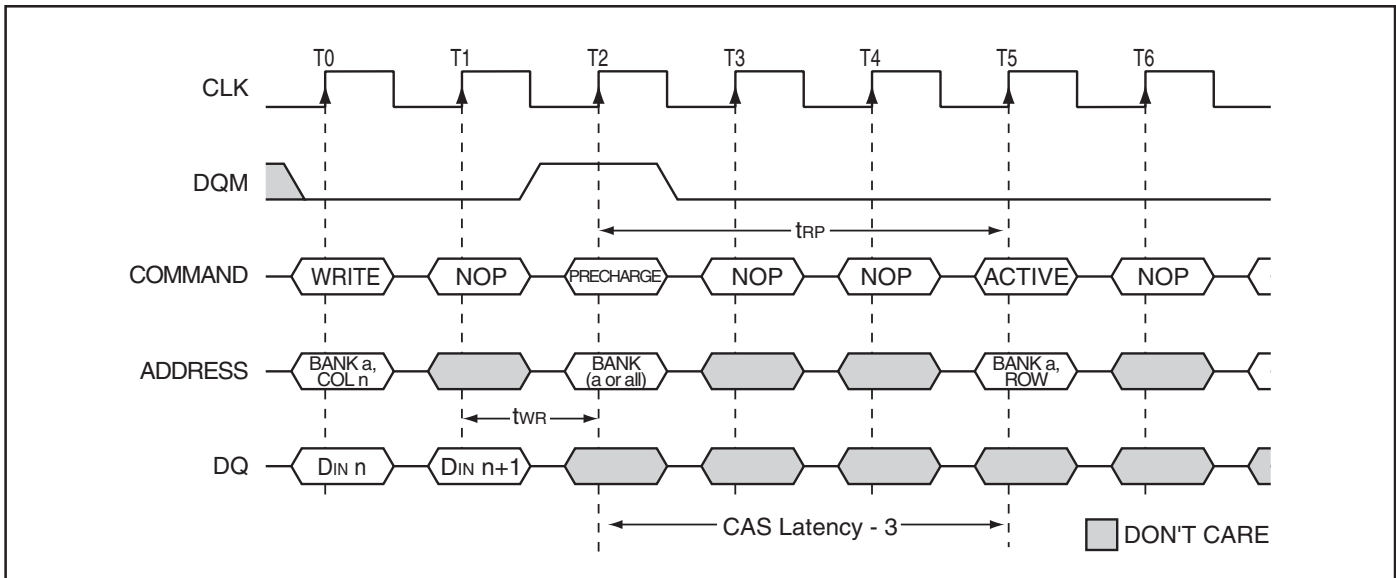 T0 T1 T2 T3 T4 T5 T6
CLK
DQM
tRP
COMMAND WRITE NOP PRECHARGE NOP NOP ACTIVE NOP
ADDRESS BANK a, COL n BANK (a or all) BANK a, ROW
tWR
DQ DIN n DIN n+1
CAS Latency - 3
DON'T CARE